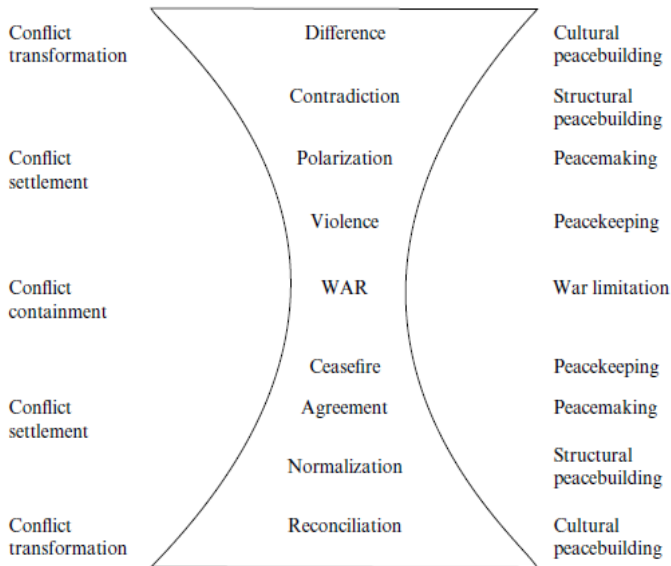 Conflict Difference Cultural
transformation peacebuilding
Contradiction Structural
peacebuilding
Conflict Polarization Peacemaking
settlement
Violence Peacekeeping
Conflict WAR War limitation
containment
Ceasefire Peacekeeping
Conflict Agreement Peacemaking
settlement
Normalization Structural
peacebuilding
Conflict Reconciliation Cultural
transformation peacebuilding